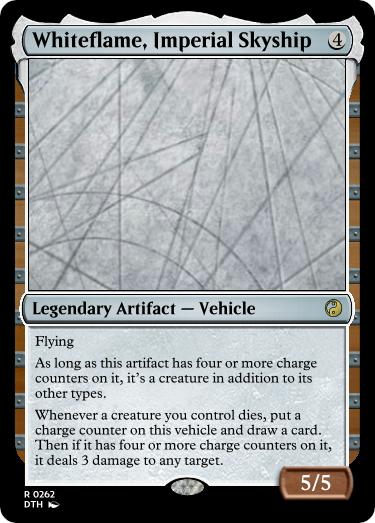 Whiteflame, Imperial Skyship 4
Legendary Artifact — Vehicle
Flying
As long as this artifact has four or more charge
counters on it, it's a creature in addition to its
other types.
Whenever a creature you control dies, put a
charge counter on this vehicle and draw a card.
Then if it has four or more charge counters on it,
it deals 3 damage to any target.
5/5
R 0262
DTH